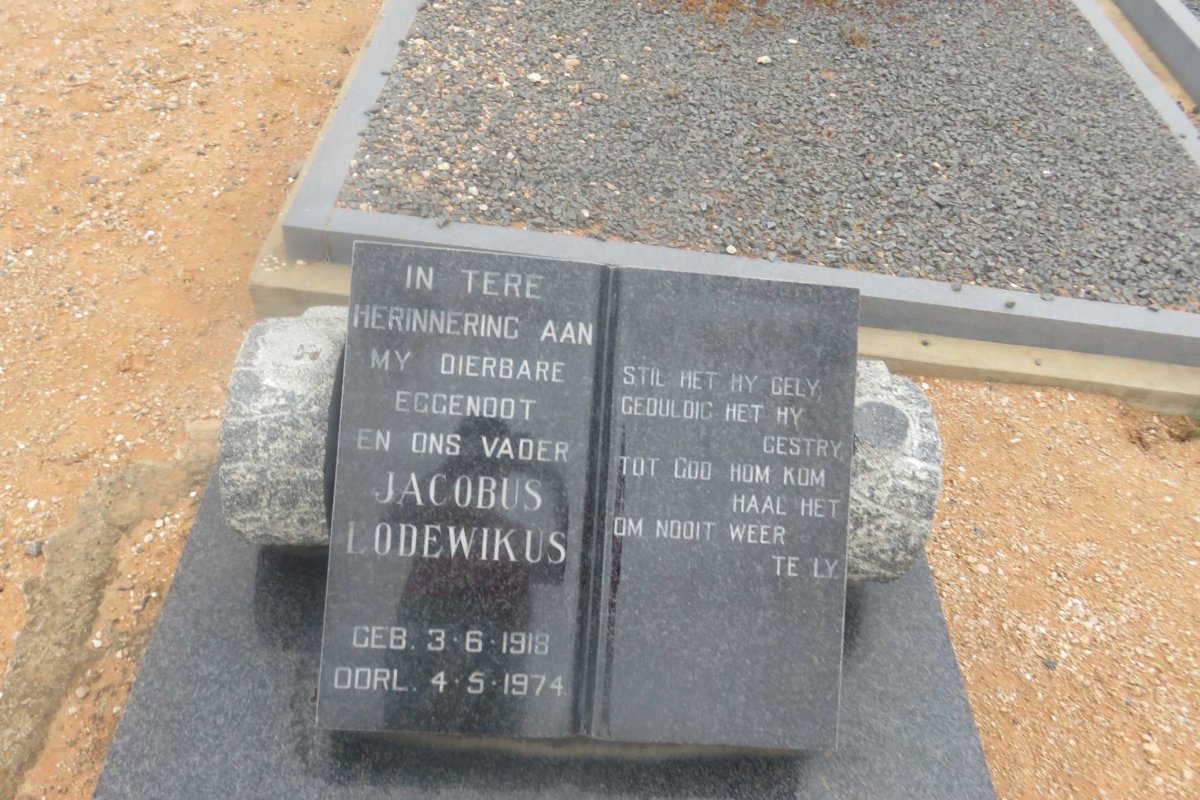 IN TERE
HERINNERING AAN
MY DIERBARE
EGGENOOT
EN ONS VADER
JACOBUS
LODEWIKUS
GEB. 3·6·1918
OORL. 4·5·1974
STIL HET HY GELY,
GEDULDIG HET HY
GESTRY
TOT GOD HOM KOM
HAAL HET
OM NOOIT WEER
TE LY.